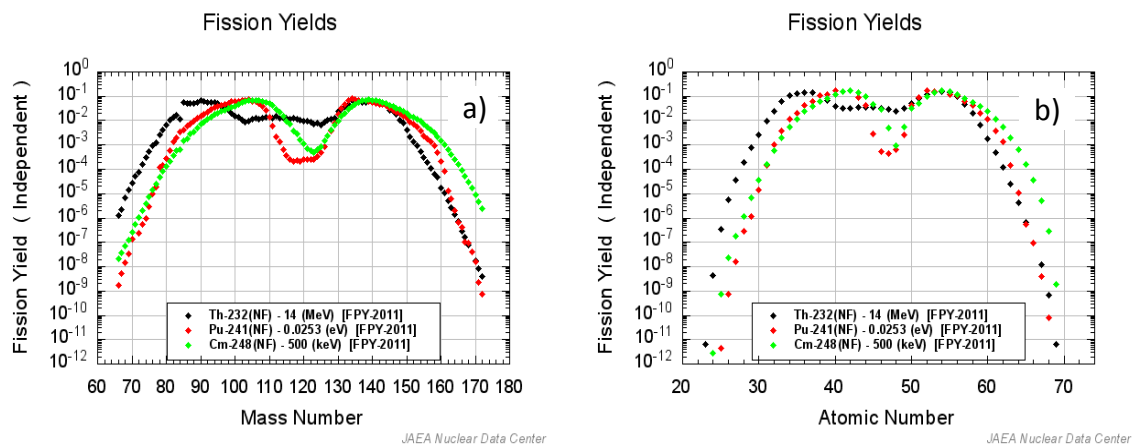 Fission Yields
Fission Yield ( Independent )
10^0
10^-1
10^-2
10^-3
10^-4
10^-5
10^-6
10^-7
10^-8
10^-9
10^-10
10^-11
10^-12
a)
Th-232(NF) - 14 (MeV) [FPY-2011]
Pu-241(NF) - 0.0253 (eV) [FPY-2011]
Cm-248(NF) - 500 (keV) [FPY-2011]
60 70 80 90 100 110 120 130 140 150 160 170 180
Mass Number
JAEA Nuclear Data Center
Fission Yields
Fission Yield ( Independent )
10^0
10^-1
10^-2
10^-3
10^-4
10^-5
10^-6
10^-7
10^-8
10^-9
10^-10
10^-11
10^-12
b)
Th-232(NF) - 14 (MeV) [FPY-2011]
Pu-241(NF) - 0.0253 (eV) [FPY-2011]
Cm-248(NF) - 500 (keV) [FPY-2011]
20 30 40 50 60 70
Atomic Number
JAEA Nuclear Data Center